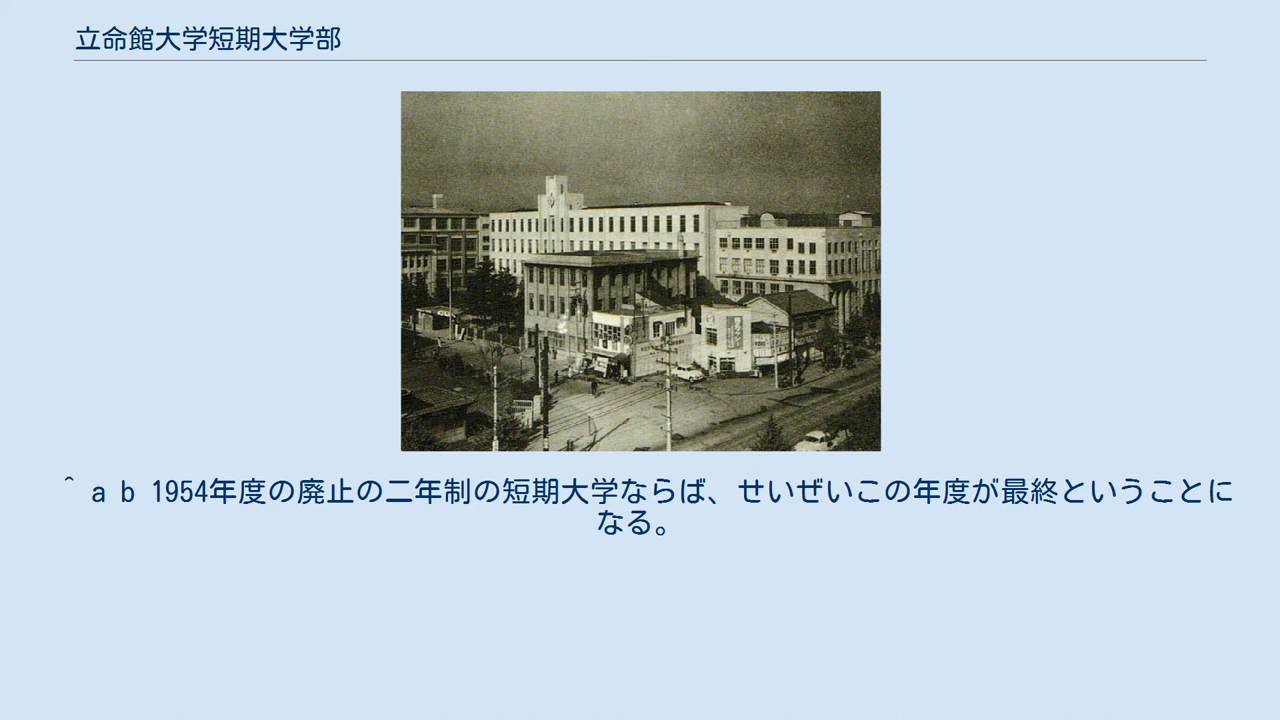 立命館大学短期大学部
^ a b 1954年度の廃止の二年制の短期大学ならば、せいぜいこの年度が最終ということに
なる。